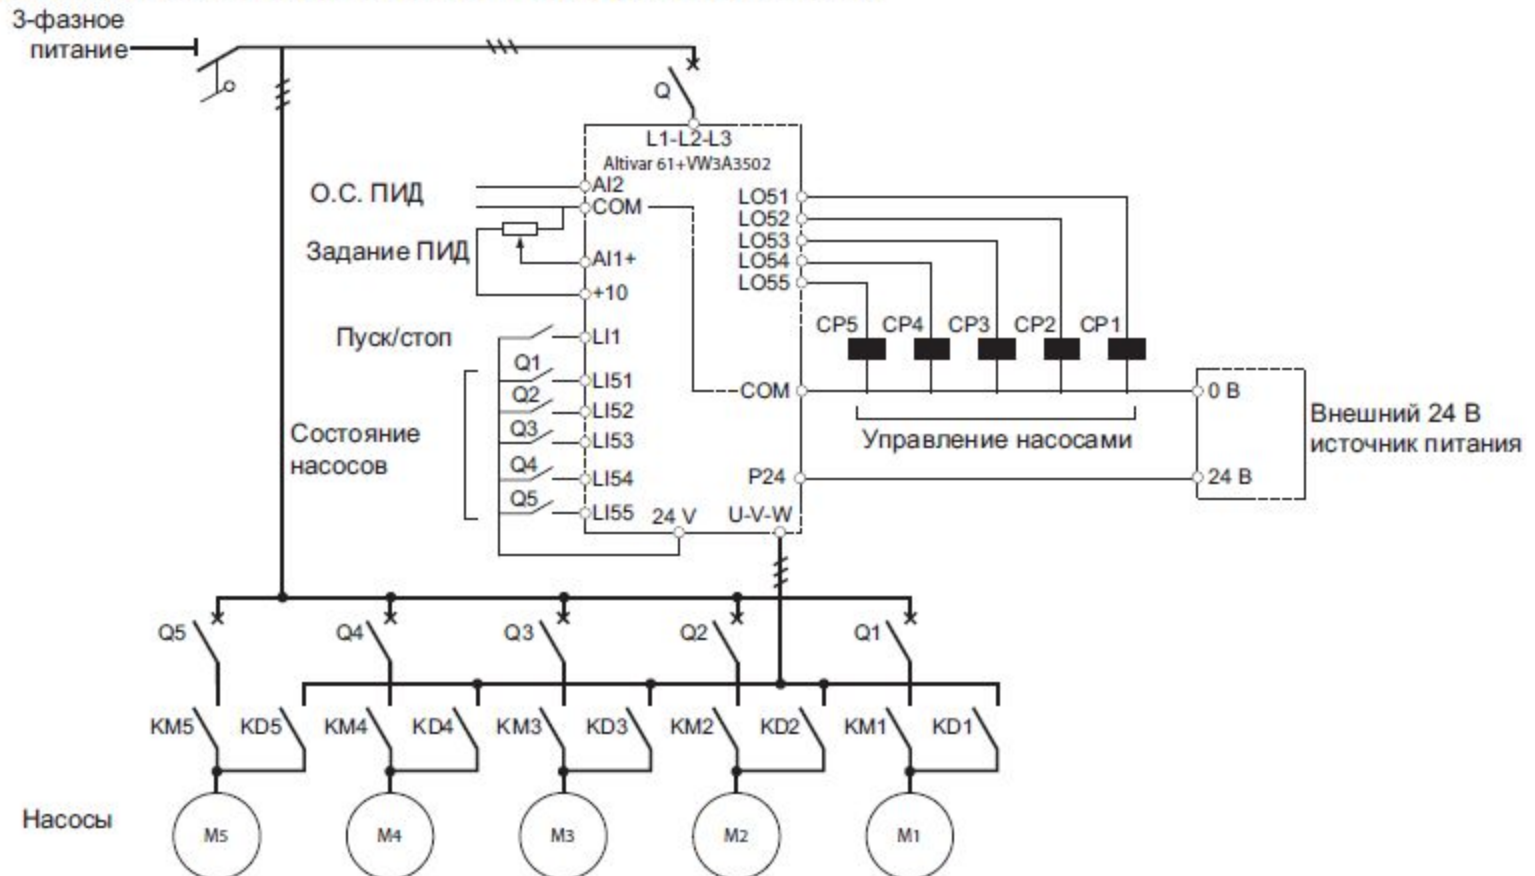 3-фазное
питание
Q
L1-L2-L3
Altivar 61+VW3A3502
О.С. ПИД
AI2
COM
Задание ПИД
AI1+
+10
Пуск/стоп
LI1
Q1
LI51
Q2
LI52
Q3
LI53
Q4
LI54
Q5
LI55
Состояние
насосов
24 V
U-V-W
LO51
LO52
LO53
LO54
LO55
CP5 CP4 CP3 CP2 CP1
COM
0 В
Управление насосами
Внешний 24 В
источник питания
P24
24 В
Q5 Q4 Q3 Q2 Q1
KM5 KD5 KM4 KD4 KM3 KD3 KM2 KD2 KM1 KD1
Насосы
M5 M4 M3 M2 M1